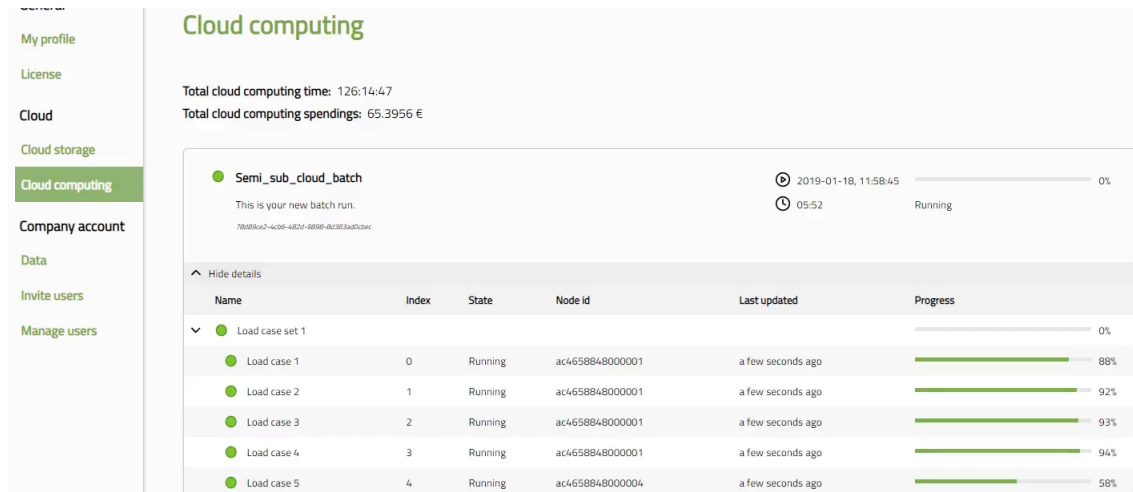 General
My profile
License
Cloud
Cloud storage
Cloud computing
Company account
Data
Invite users
Manage users
Cloud computing
Total cloud computing time: 126:14:47
Total cloud computing spendings: 65.3956 €
Semi_sub_cloud_batch
This is your new batch run.
2019-01-18, 11:58:45 0%
05:52 Running
Hide details
Name Index State Node id Last updated Progress
Load case set 1 0%
Load case 1 0 Running ac4658848000001 a few seconds ago 88%
Load case 2 1 Running ac4658848000001 a few seconds ago 92%
Load case 3 2 Running ac4658848000001 a few seconds ago 93%
Load case 4 3 Running ac4658848000001 a few seconds ago 94%
Load case 5 4 Running ac4658848000004 a few seconds ago 58%